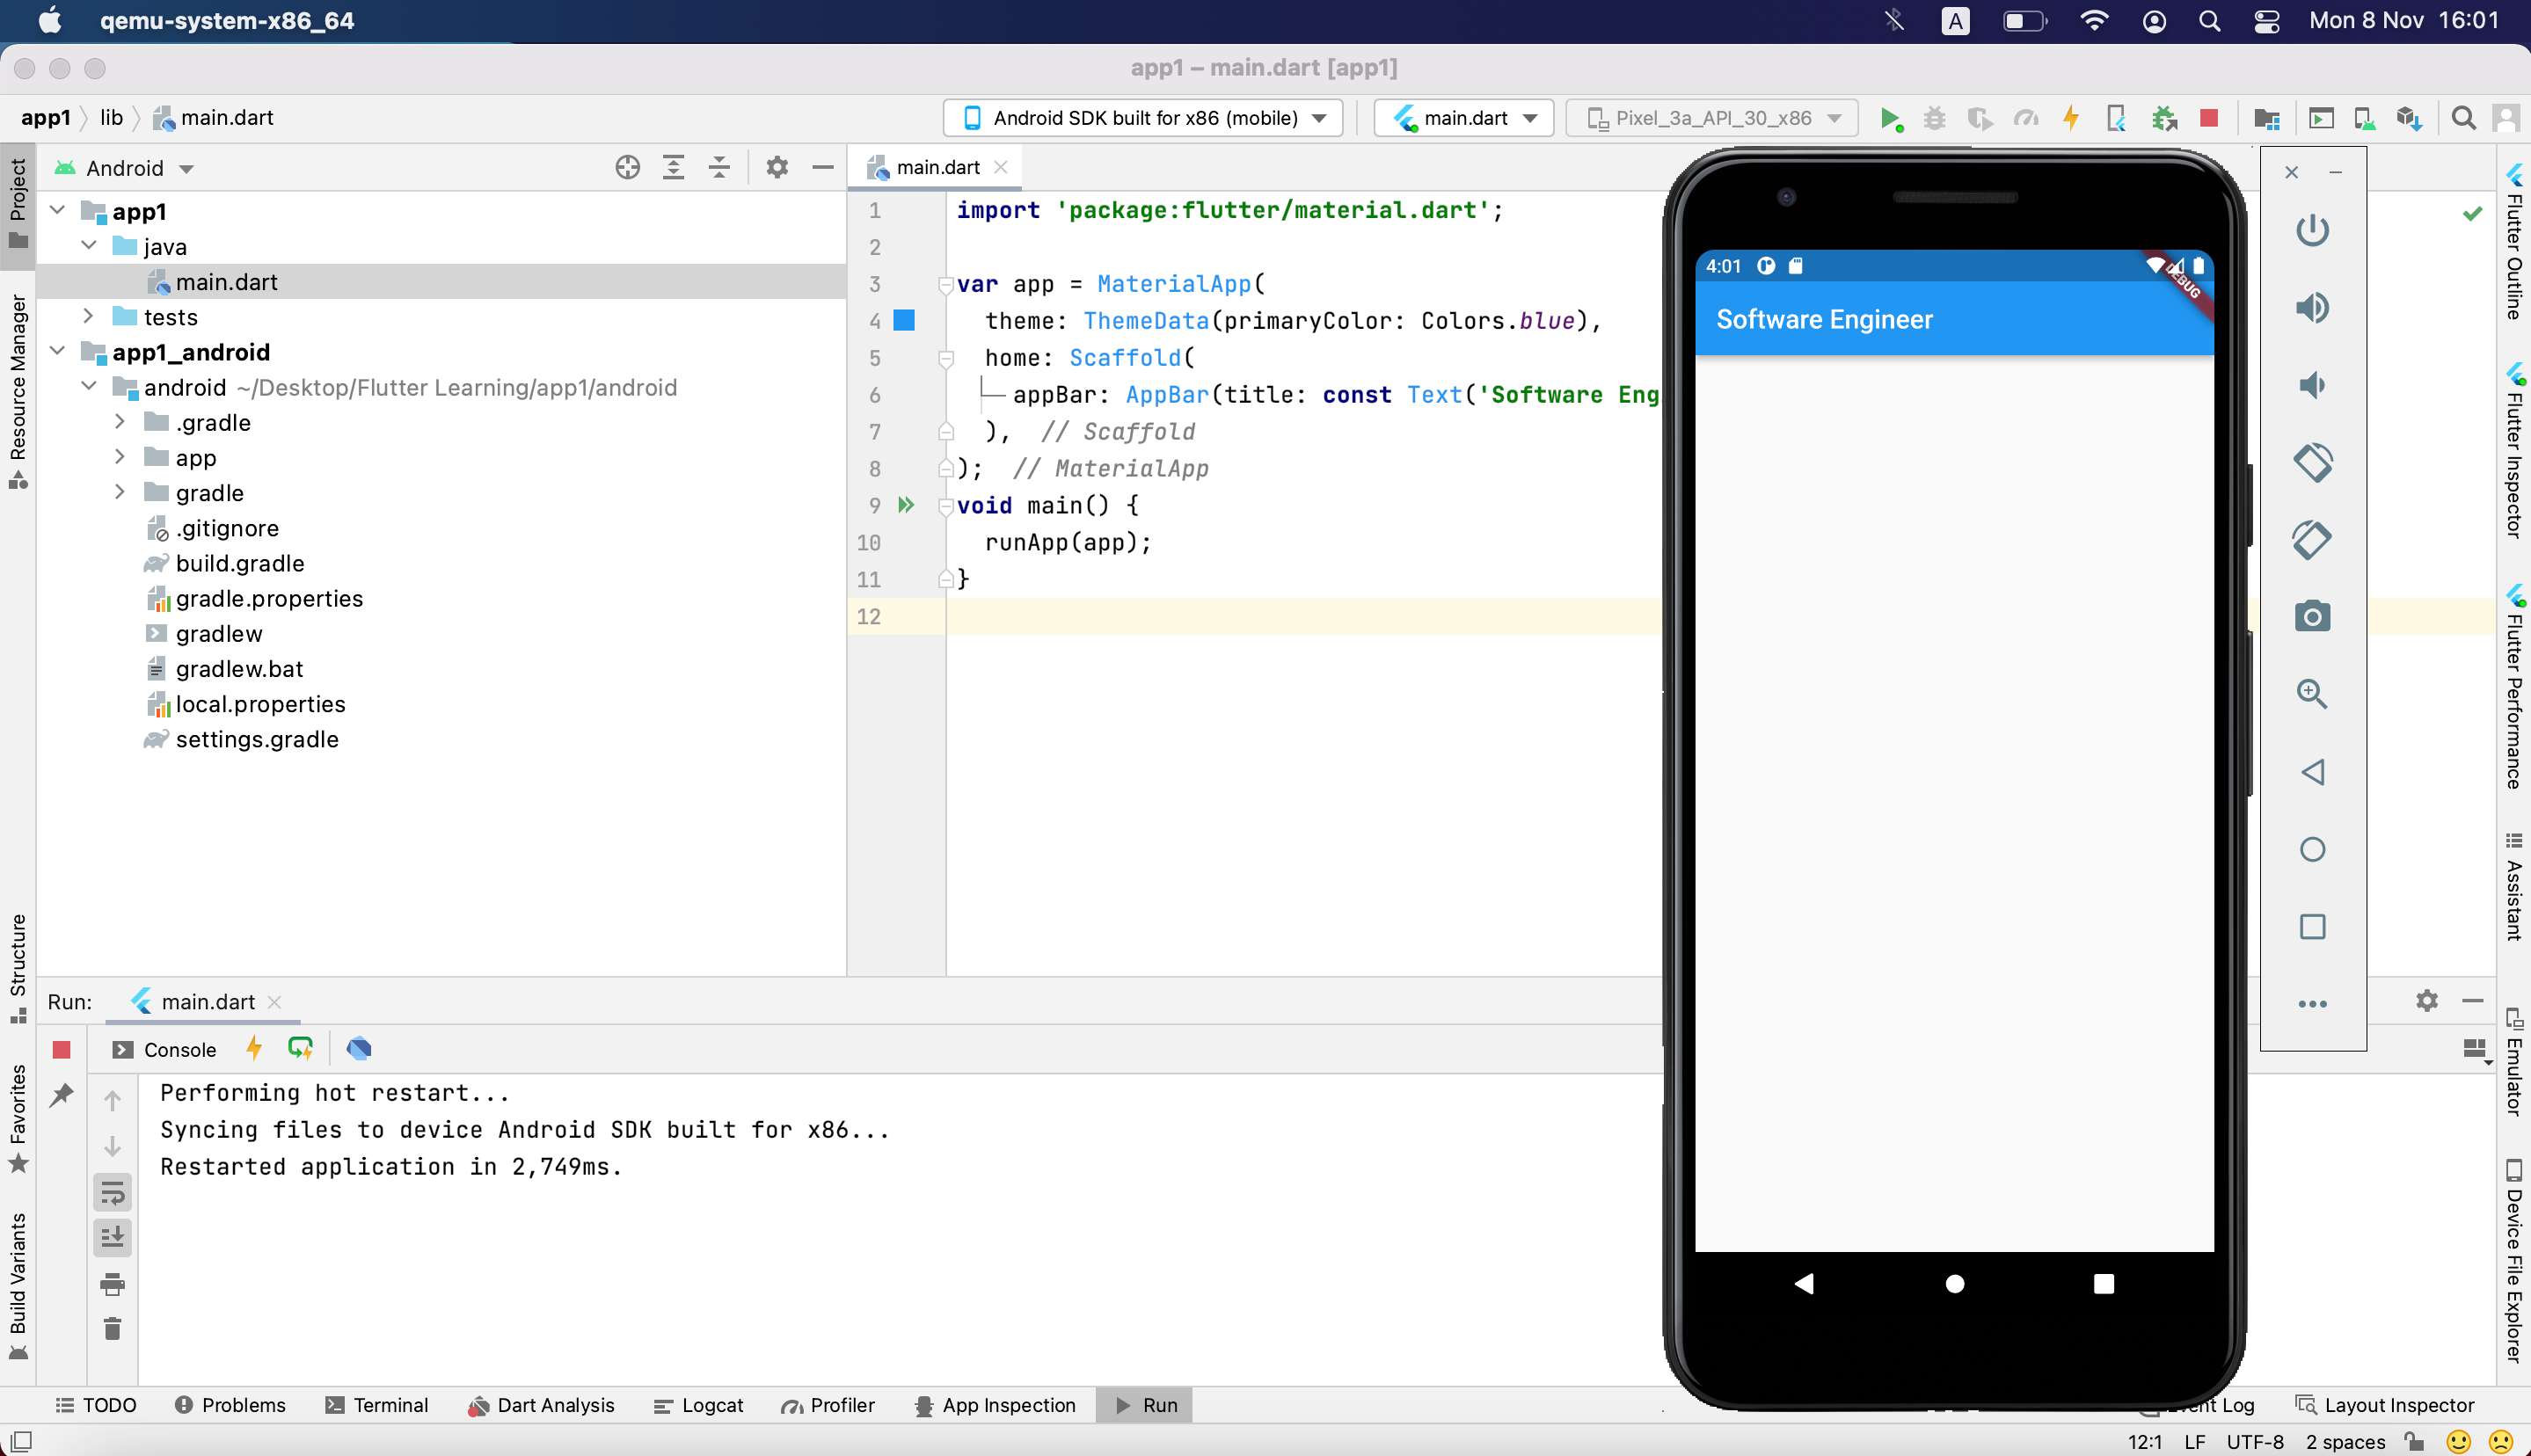 qemu-system-x86_64
A
Mon 8 Nov 16:01
app1 – main.dart [app1]
app1 lib main.dart
Android SDK built for x86 (mobile)
main.dart
Pixel_3a_API_30_x86
Project
Resource Manager
Structure
Favorites
Build Variants
Android
app1
java
main.dart
tests
app1_android
android ~/Desktop/Flutter Learning/app1/android
.gradle
app
gradle
.gitignore
build.gradle
gradle.properties
gradlew
gradlew.bat
local.properties
settings.gradle
main.dart
1 import 'package:flutter/material.dart';
2
3 var app = MaterialApp(
4 theme: ThemeData(primaryColor: Colors.blue),
5 home: Scaffold(
6 appBar: AppBar(title: const Text('Software Eng
7 ), // Scaffold
8 ); // MaterialApp
9 void main() {
10 runApp(app);
11 }
12
4:01
DEBUG
Software Engineer
Flutter Outline
Flutter Inspector
Flutter Performance
Assistant
Emulator
Device File Explorer
Run: main.dart
Console
Performing hot restart...
Syncing files to device Android SDK built for x86...
Restarted application in 2,749ms.
TODO
Problems
Terminal
Dart Analysis
Logcat
Profiler
App Inspection
Run
nt Log
Layout Inspector
12:1 LF UTF-8 2 spaces